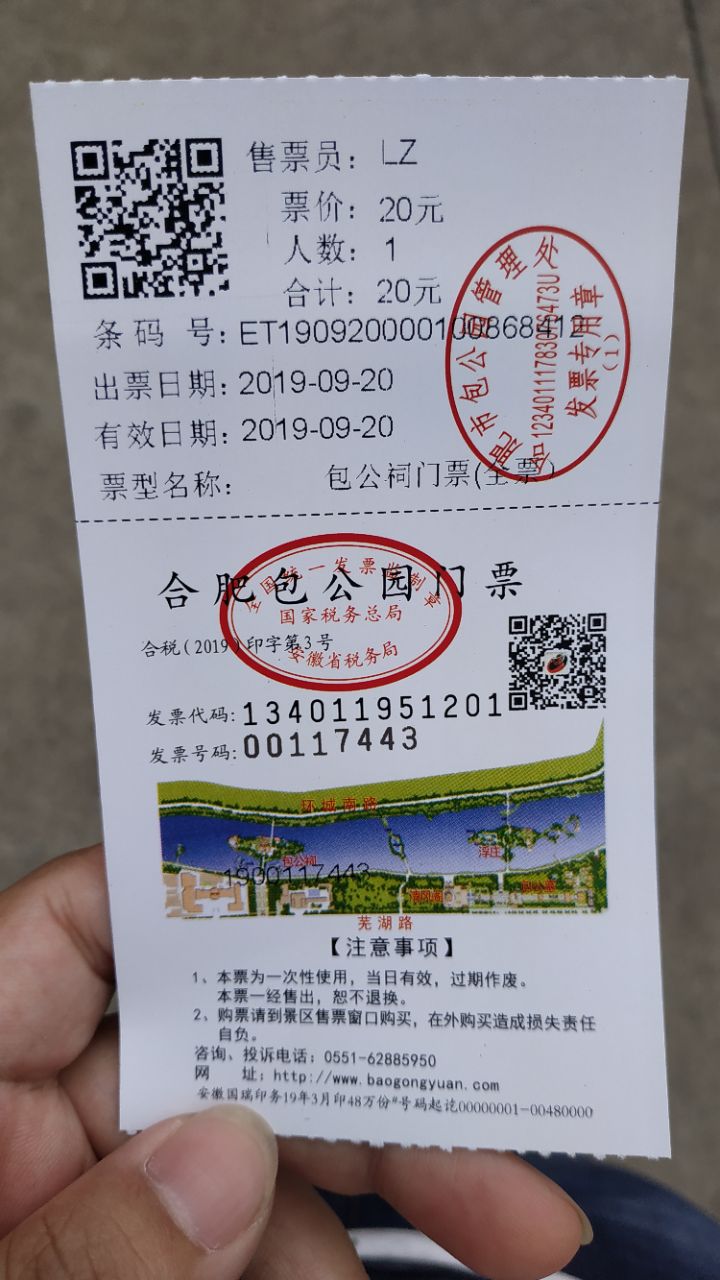 售票员：LZ
票价：20元
人数：1
合计：20元
条码号：ET190920000100868412
出票日期：2019-09-20
有效日期：2019-09-20
票型名称：包公祠门票(全票)
市包公园管理处
发票专用章
(1)
合肥包公园门票
全国统一发票监制章
国家税务总局
安徽省税务局
合税(2019)印字第3号
发票代码：134011951201
发票号码：00117443
环城南路
包公祠
浮庄
清风阁
1900117443
芜湖路
【注意事项】
1、本票为一次性使用，当日有效，过期作废。
本票一经售出，恕不退换。
2、购票请到景区售票窗口购买，在外购买造成损失责任
自负。
咨询、投诉电话：0551-62885950
网 址：http://www.baogongyuan.com
安徽国瑞印务19年3月印48万份#号码起讫00000001-00480000